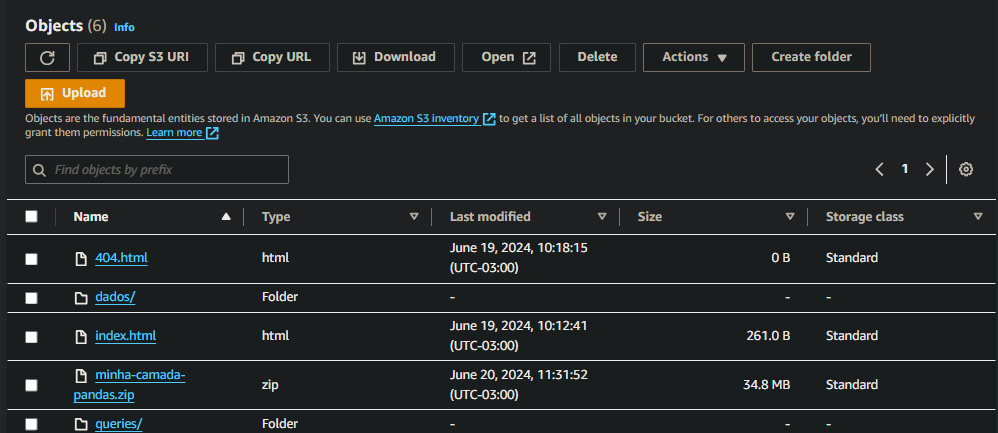 Objects (6) Info
Copy S3 URI Copy URL Download Open Delete Actions Create folder
Upload
Objects are the fundamental entities stored in Amazon S3. You can use Amazon S3 inventory to get a list of all objects in your bucket. For others to access your objects, you'll need to explicitly
grant them permissions. Learn more
Find objects by prefix
1
Name Type Last modified Size Storage class
404.html html June 19, 2024, 10:18:15 (UTC-03:00) 0 B Standard
dados/ Folder - - -
index.html html June 19, 2024, 10:12:41 (UTC-03:00) 261.0 B Standard
minha-camada-pandas.zip zip June 20, 2024, 11:31:52 (UTC-03:00) 34.8 MB Standard
queries/ Folder - - -